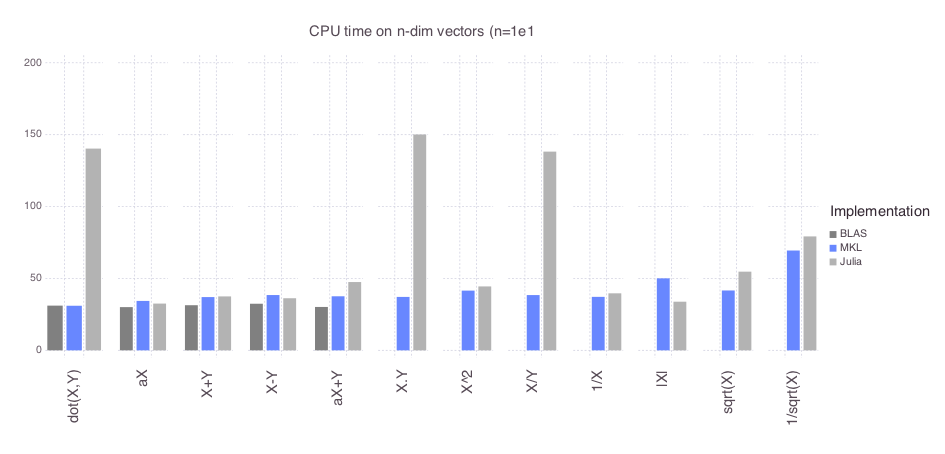 CPU time on n-dim vectors (n=1e1
200
150
100
50
0
dot(X,Y)
aX
X+Y
X-Y
aX+Y
X.Y
X^2
X/Y
1/X
|X|
sqrt(X)
1/sqrt(X)
Implementation
BLAS
MKL
Julia